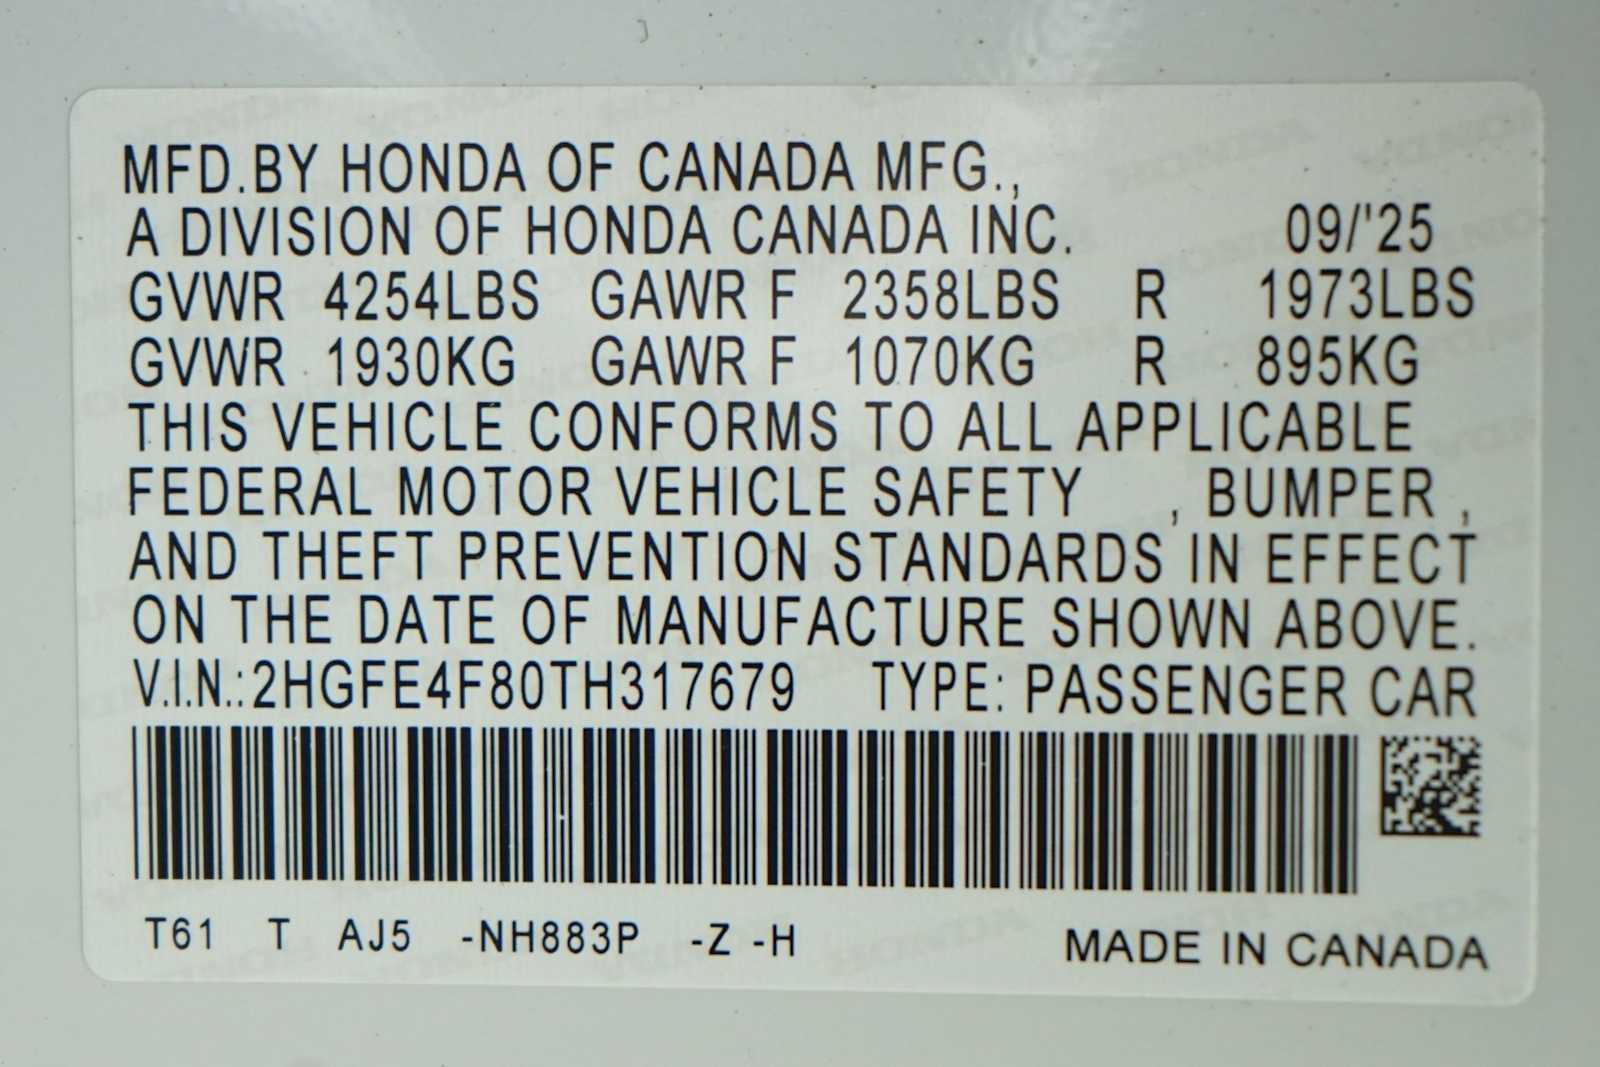 MFD.BY HONDA OF CANADA MFG.,
A DIVISION OF HONDA CANADA INC. 09/'25
GVWR 4254LBS GAWR F 2358LBS R 1973LBS
GVWR 1930KG GAWR F 1070KG R 895KG
THIS VEHICLE CONFORMS TO ALL APPLICABLE
FEDERAL MOTOR VEHICLE SAFETY , BUMPER ,
AND THEFT PREVENTION STANDARDS IN EFFECT
ON THE DATE OF MANUFACTURE SHOWN ABOVE.
V.I.N.:2HGFE4F80TH317679 TYPE: PASSENGER CAR
T61 T AJ5 -NH883P -Z -H MADE IN CANADA